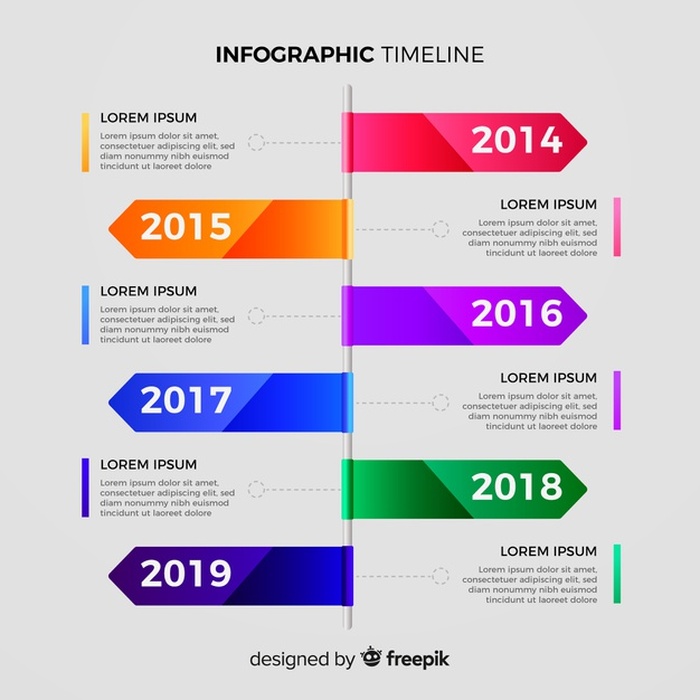 INFOGRAPHIC TIMELINE
LOREM IPSUM
Lorem ipsum dolor sit amet,
consectetuer adipiscing elit, sed
diam nonummy nibh euismod
tincidunt ut laoreet dolore
2014
2015
LOREM IPSUM
Lorem ipsum dolor sit amet,
consectetuer adipiscing elit, sed
diam nonummy nibh euismod
tincidunt ut laoreet dolore
LOREM IPSUM
Lorem ipsum dolor sit amet,
consectetuer adipiscing elit, sed
diam nonummy nibh euismod
tincidunt ut laoreet dolore
2016
2017
LOREM IPSUM
Lorem ipsum dolor sit amet,
consectetuer adipiscing elit, sed
diam nonummy nibh euismod
tincidunt ut laoreet dolore
LOREM IPSUM
Lorem ipsum dolor sit amet,
consectetuer adipiscing elit, sed
diam nonummy nibh euismod
tincidunt ut laoreet dolore
2018
2019
LOREM IPSUM
Lorem ipsum dolor sit amet,
consectetuer adipiscing elit, sed
diam nonummy nibh euismod
tincidunt ut laoreet dolore
designed by freepik